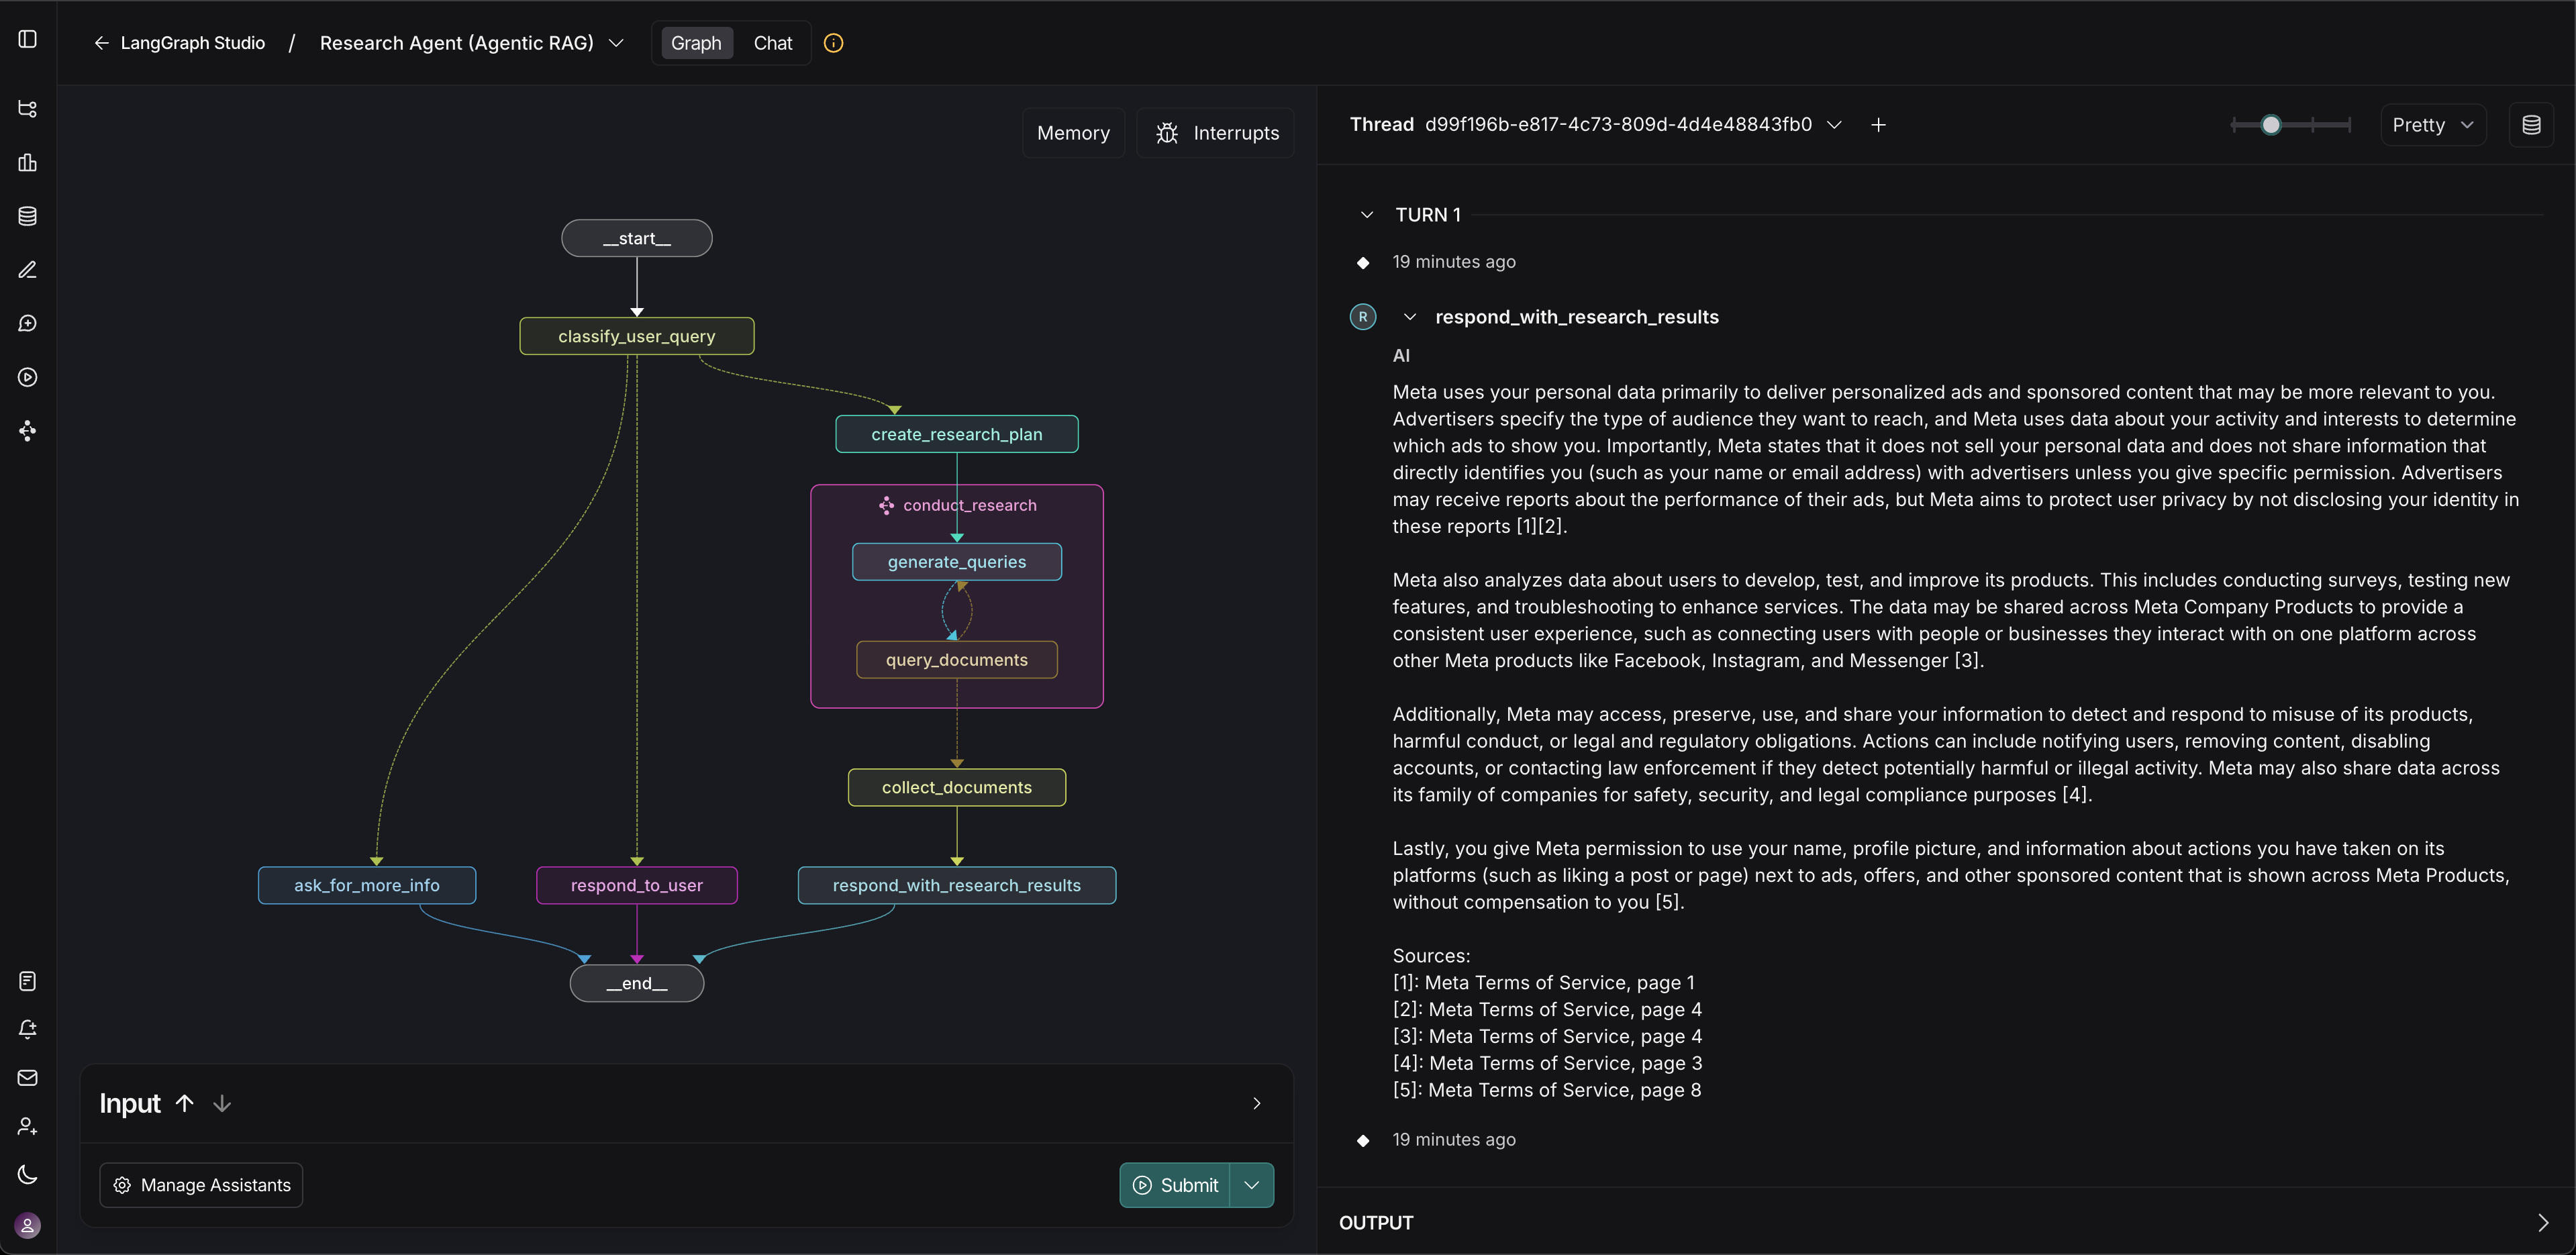 LangGraph Studio / Research Agent (Agentic RAG) Graph Chat
Memory Interrupts
__start__
classify_user_query
create_research_plan
conduct_research
generate_queries
query_documents
collect_documents
ask_for_more_info respond_to_user respond_with_research_results
__end__
Input
Manage Assistants Submit
Thread d99f196b-e817-4c73-809d-4d4e48843fb0 Pretty
TURN 1
19 minutes ago
R respond_with_research_results
AI
Meta uses your personal data primarily to deliver personalized ads and sponsored content that may be more relevant to you.
Advertisers specify the type of audience they want to reach, and Meta uses data about your activity and interests to determine
which ads to show you. Importantly, Meta states that it does not sell your personal data and does not share information that
directly identifies you (such as your name or email address) with advertisers unless you give specific permission. Advertisers
may receive reports about the performance of their ads, but Meta aims to protect user privacy by not disclosing your identity in
these reports [1][2].
Meta also analyzes data about users to develop, test, and improve its products. This includes conducting surveys, testing new
features, and troubleshooting to enhance services. The data may be shared across Meta Company Products to provide a
consistent user experience, such as connecting users with people or businesses they interact with on one platform across
other Meta products like Facebook, Instagram, and Messenger [3].
Additionally, Meta may access, preserve, use, and share your information to detect and respond to misuse of its products,
harmful conduct, or legal and regulatory obligations. Actions can include notifying users, removing content, disabling
accounts, or contacting law enforcement if they detect potentially harmful or illegal activity. Meta may also share data across
its family of companies for safety, security, and legal compliance purposes [4].
Lastly, you give Meta permission to use your name, profile picture, and information about actions you have taken on its
platforms (such as liking a post or page) next to ads, offers, and other sponsored content that is shown across Meta Products,
without compensation to you [5].
Sources:
[1]: Meta Terms of Service, page 1
[2]: Meta Terms of Service, page 4
[3]: Meta Terms of Service, page 4
[4]: Meta Terms of Service, page 3
[5]: Meta Terms of Service, page 8
19 minutes ago
OUTPUT